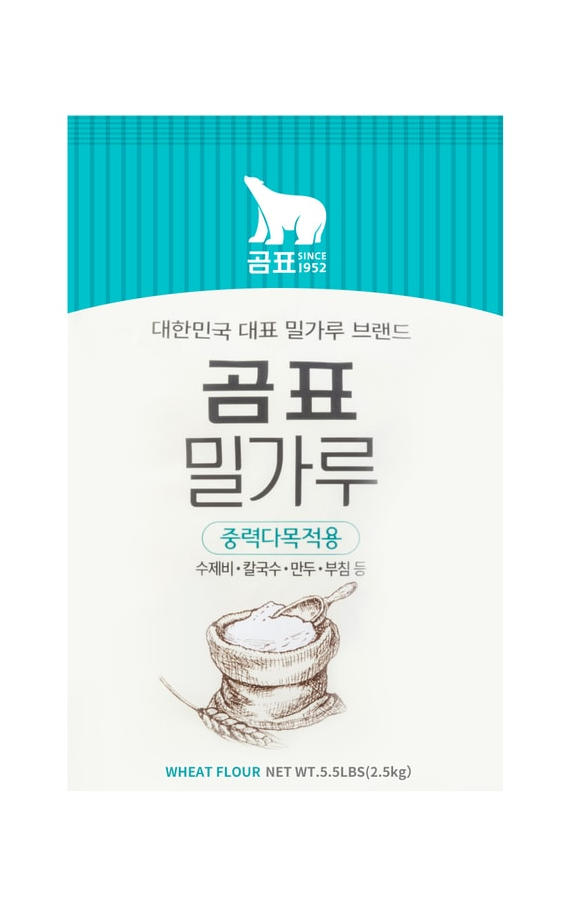 곰표 SINCE 1952
대한민국 대표 밀가루 브랜드
곰표
밀가루
중력다목적용
수제비•칼국수•만두•부침 등
WHEAT FLOUR NET WT.5.5LBS(2.5kg)